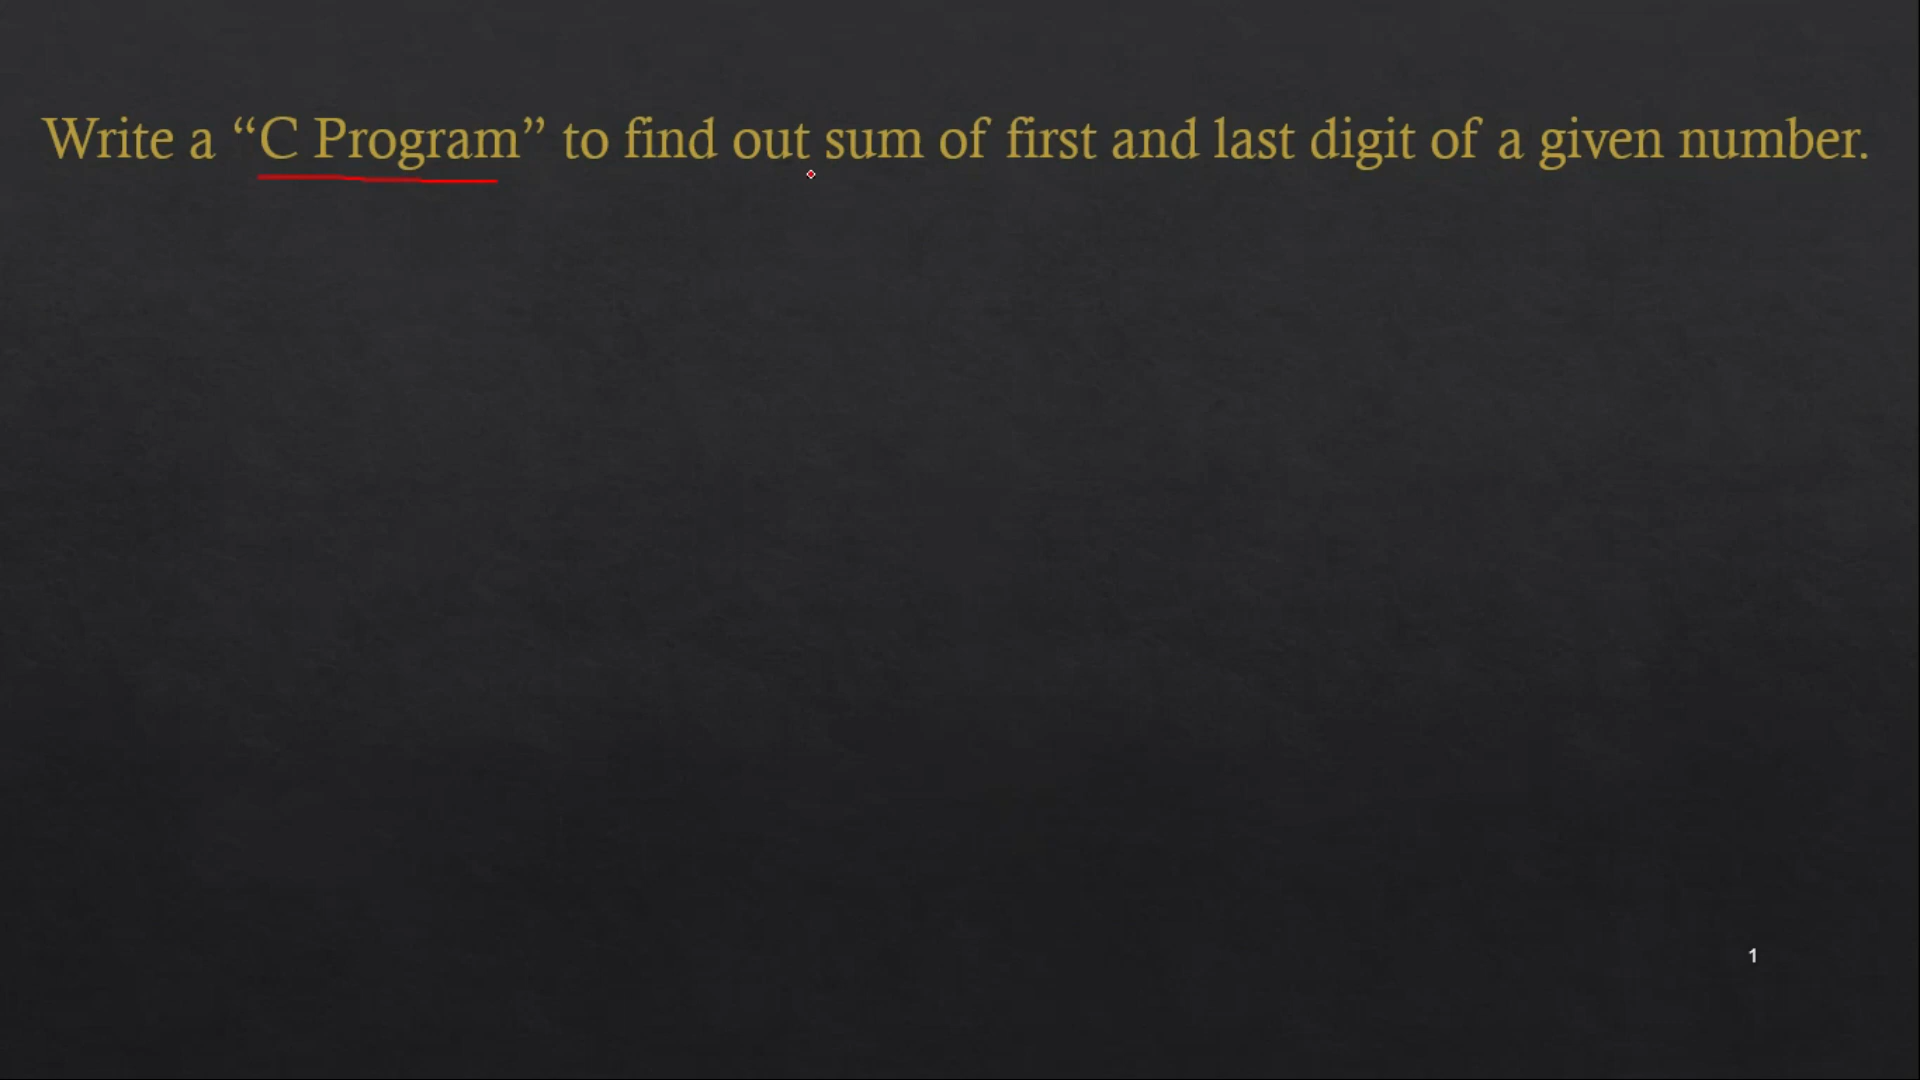 Write a “C Program” to find out sum of first and last digit of a given number.
1